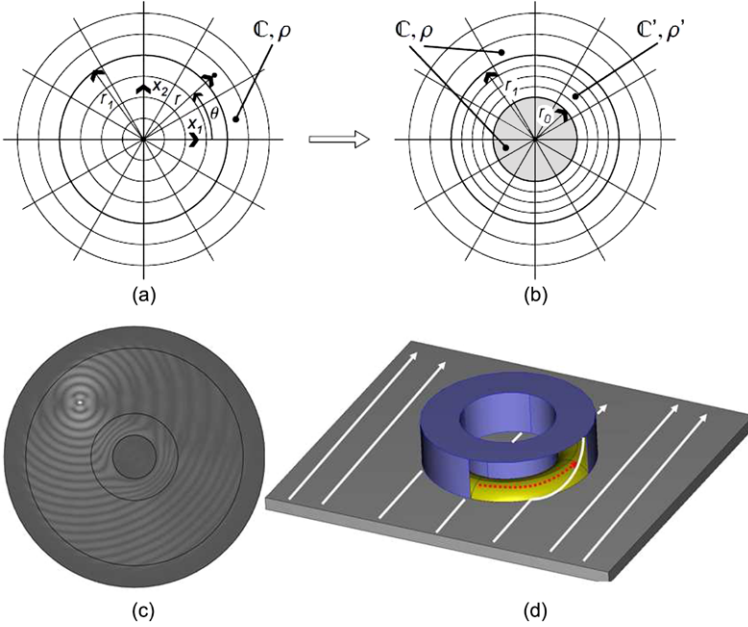 ℂ, ρ
x₂
r
r₁
θ
x₁
(a)
ℂ, ρ
ℂ', ρ'
r₁
r₀
(b)
(c)
(d)